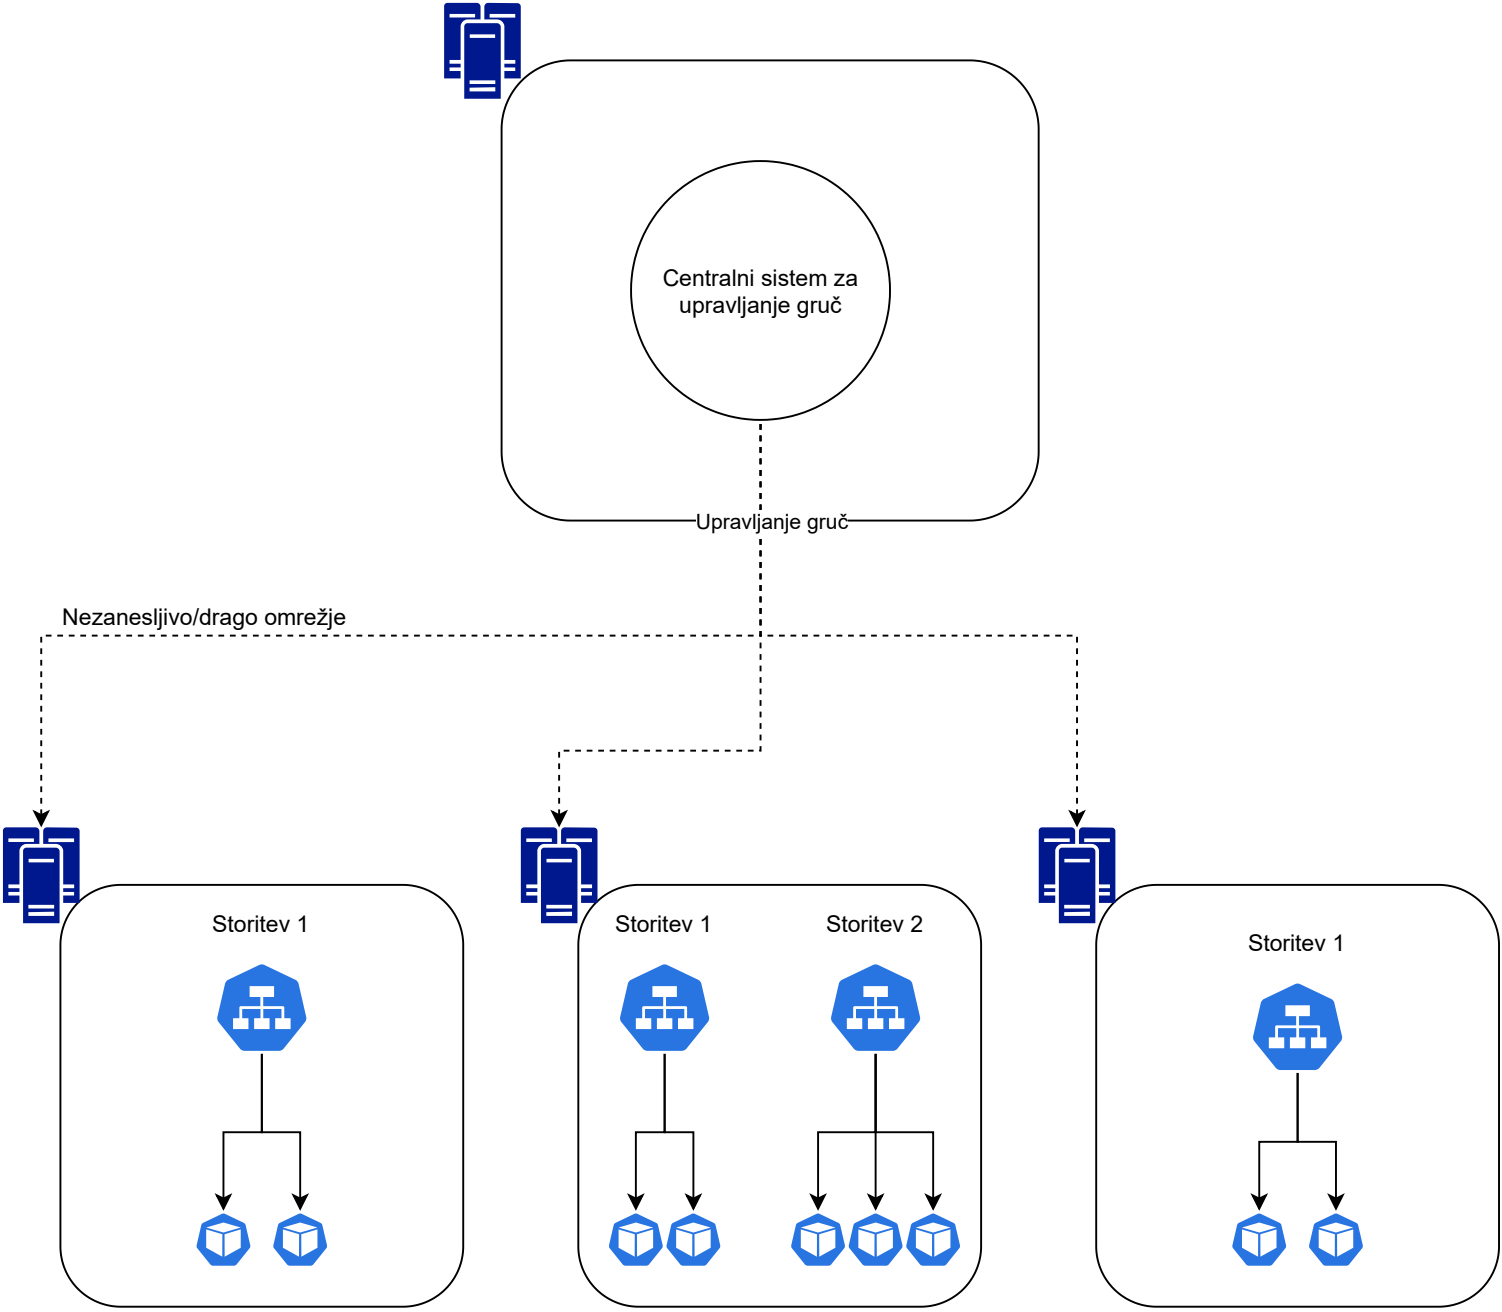 Centralni sistem za
upravljanje gruč
Upravljanje gruč
Nezanesljivo/drago omrežje
Storitev 1
Storitev 1
Storitev 2
Storitev 1